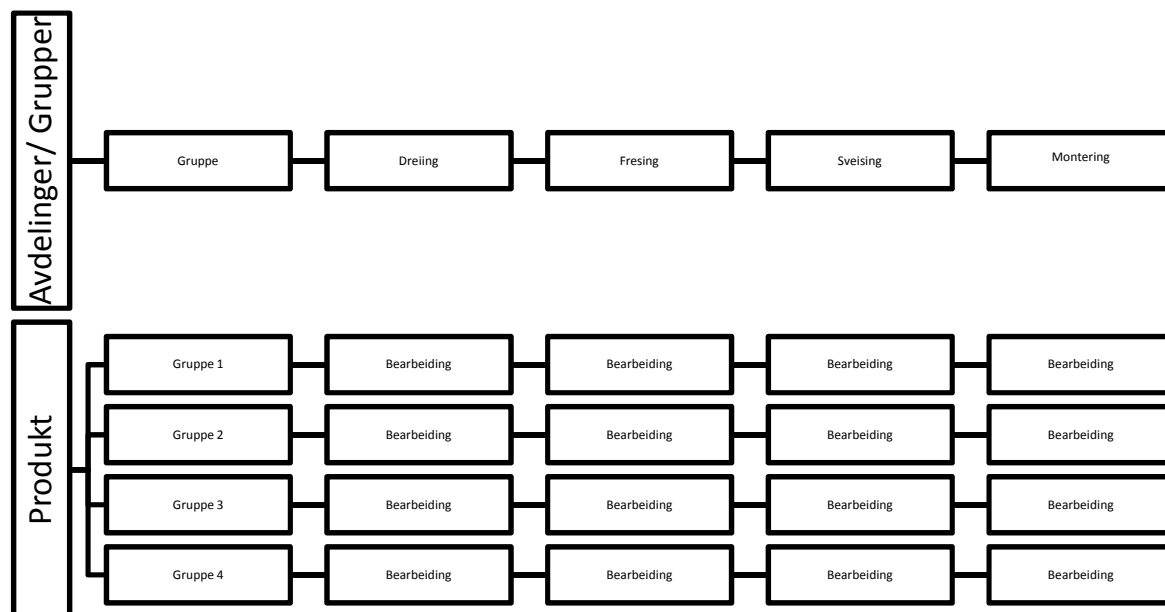 Avdelinger/ Grupper
Gruppe
Dreiing
Fresing
Sveising
Montering
Produkt
Gruppe 1
Bearbeiding
Bearbeiding
Bearbeiding
Bearbeiding
Gruppe 2
Bearbeiding
Bearbeiding
Bearbeiding
Bearbeiding
Gruppe 3
Bearbeiding
Bearbeiding
Bearbeiding
Bearbeiding
Gruppe 4
Bearbeiding
Bearbeiding
Bearbeiding
Bearbeiding